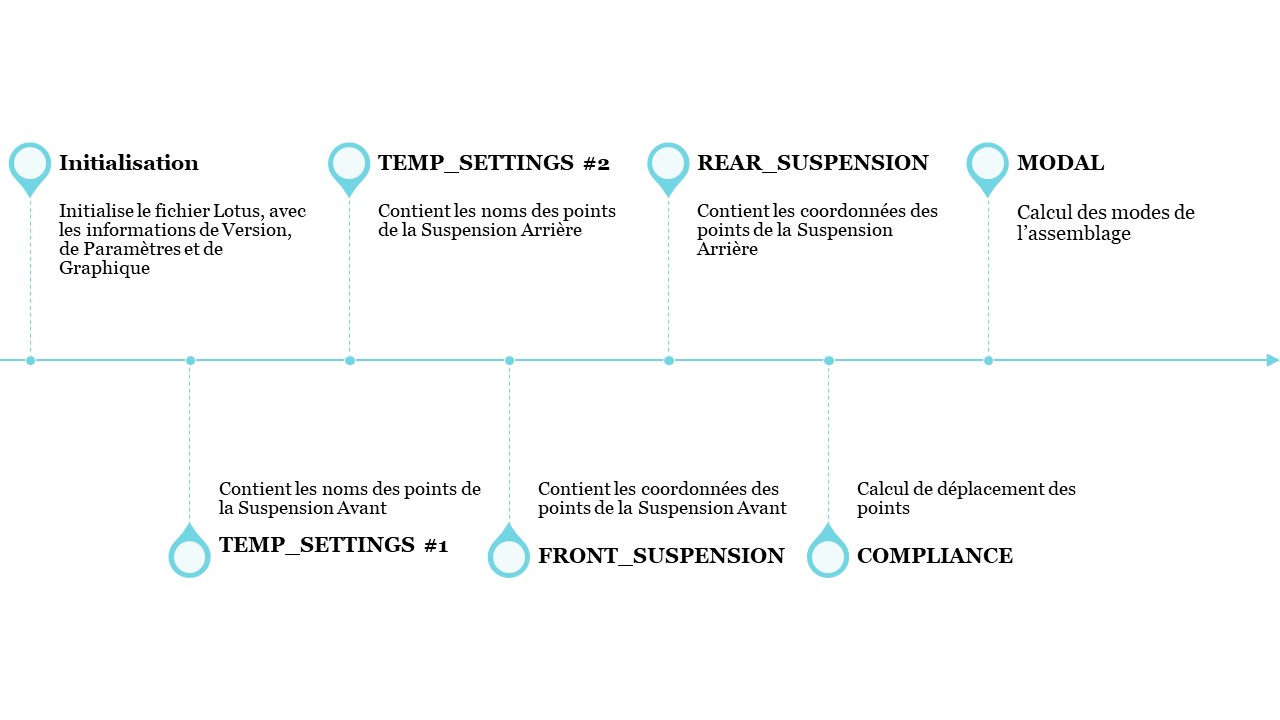 Initialisation
Initialise le fichier Lotus, avec
les informations de Version,
de Paramètres et de
Graphique
TEMP_SETTINGS #2
Contient les noms des points
de la Suspension Arrière
REAR_SUSPENSION
Contient les coordonnées des
points de la Suspension
Arrière
MODAL
Calcul des modes de
l’assemblage
Contient les noms des points de
la Suspension Avant
TEMP_SETTINGS #1
Contient les coordonnées des
points de la Suspension Avant
FRONT_SUSPENSION
Calcul de déplacement des
points
COMPLIANCE